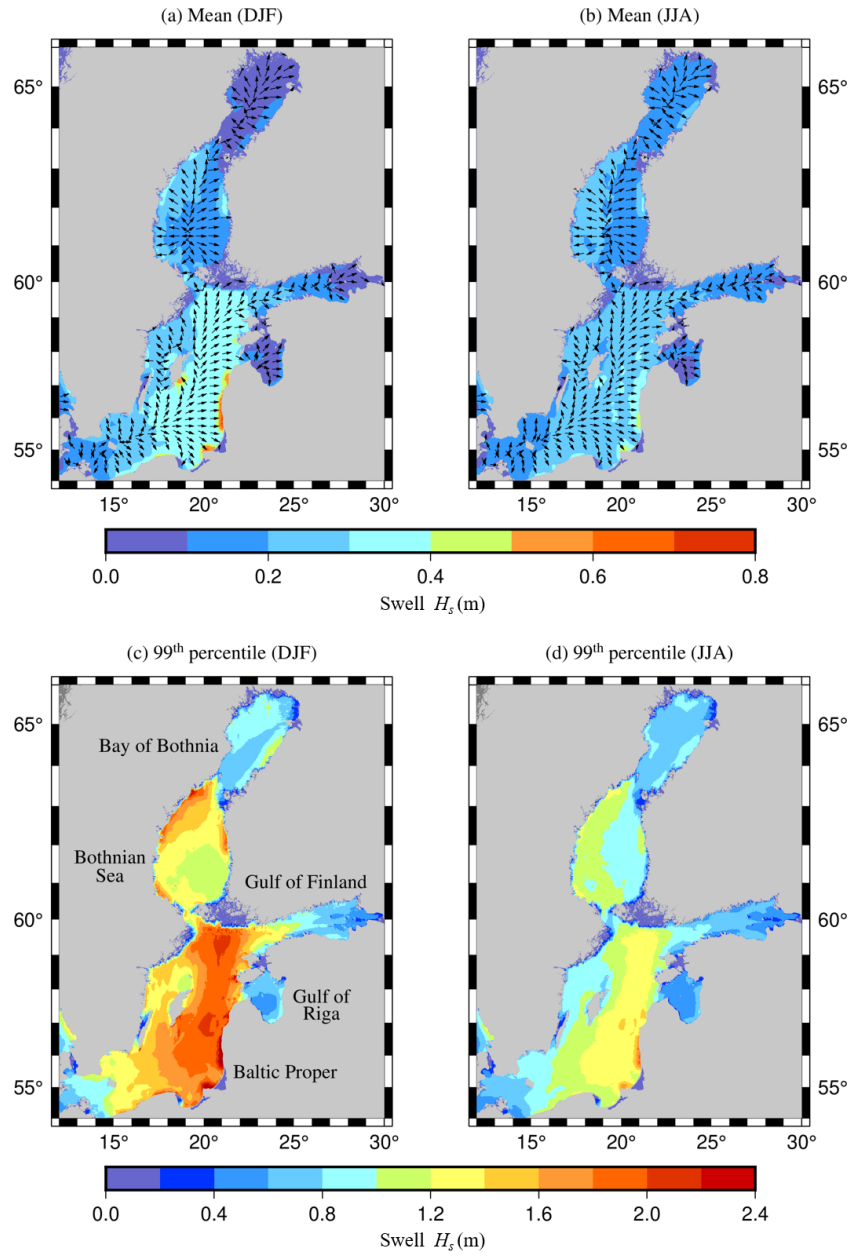 (a) Mean (DJF) (b) Mean (JJA)
65° 65°
60° 60°
55° 55°
15° 20° 25° 30° 15° 20° 25° 30°
0.0 0.2 0.4 0.6 0.8
Swell Hs (m)
(c) 99th percentile (DJF) (d) 99th percentile (JJA)
65° 65°
Bay of Bothnia
Bothnian
Sea
Gulf of Finland
60° 60°
Gulf of
Riga
Baltic Proper
55° 55°
15° 20° 25° 30° 15° 20° 25° 30°
0.0 0.4 0.8 1.2 1.6 2.0 2.4
Swell Hs (m)